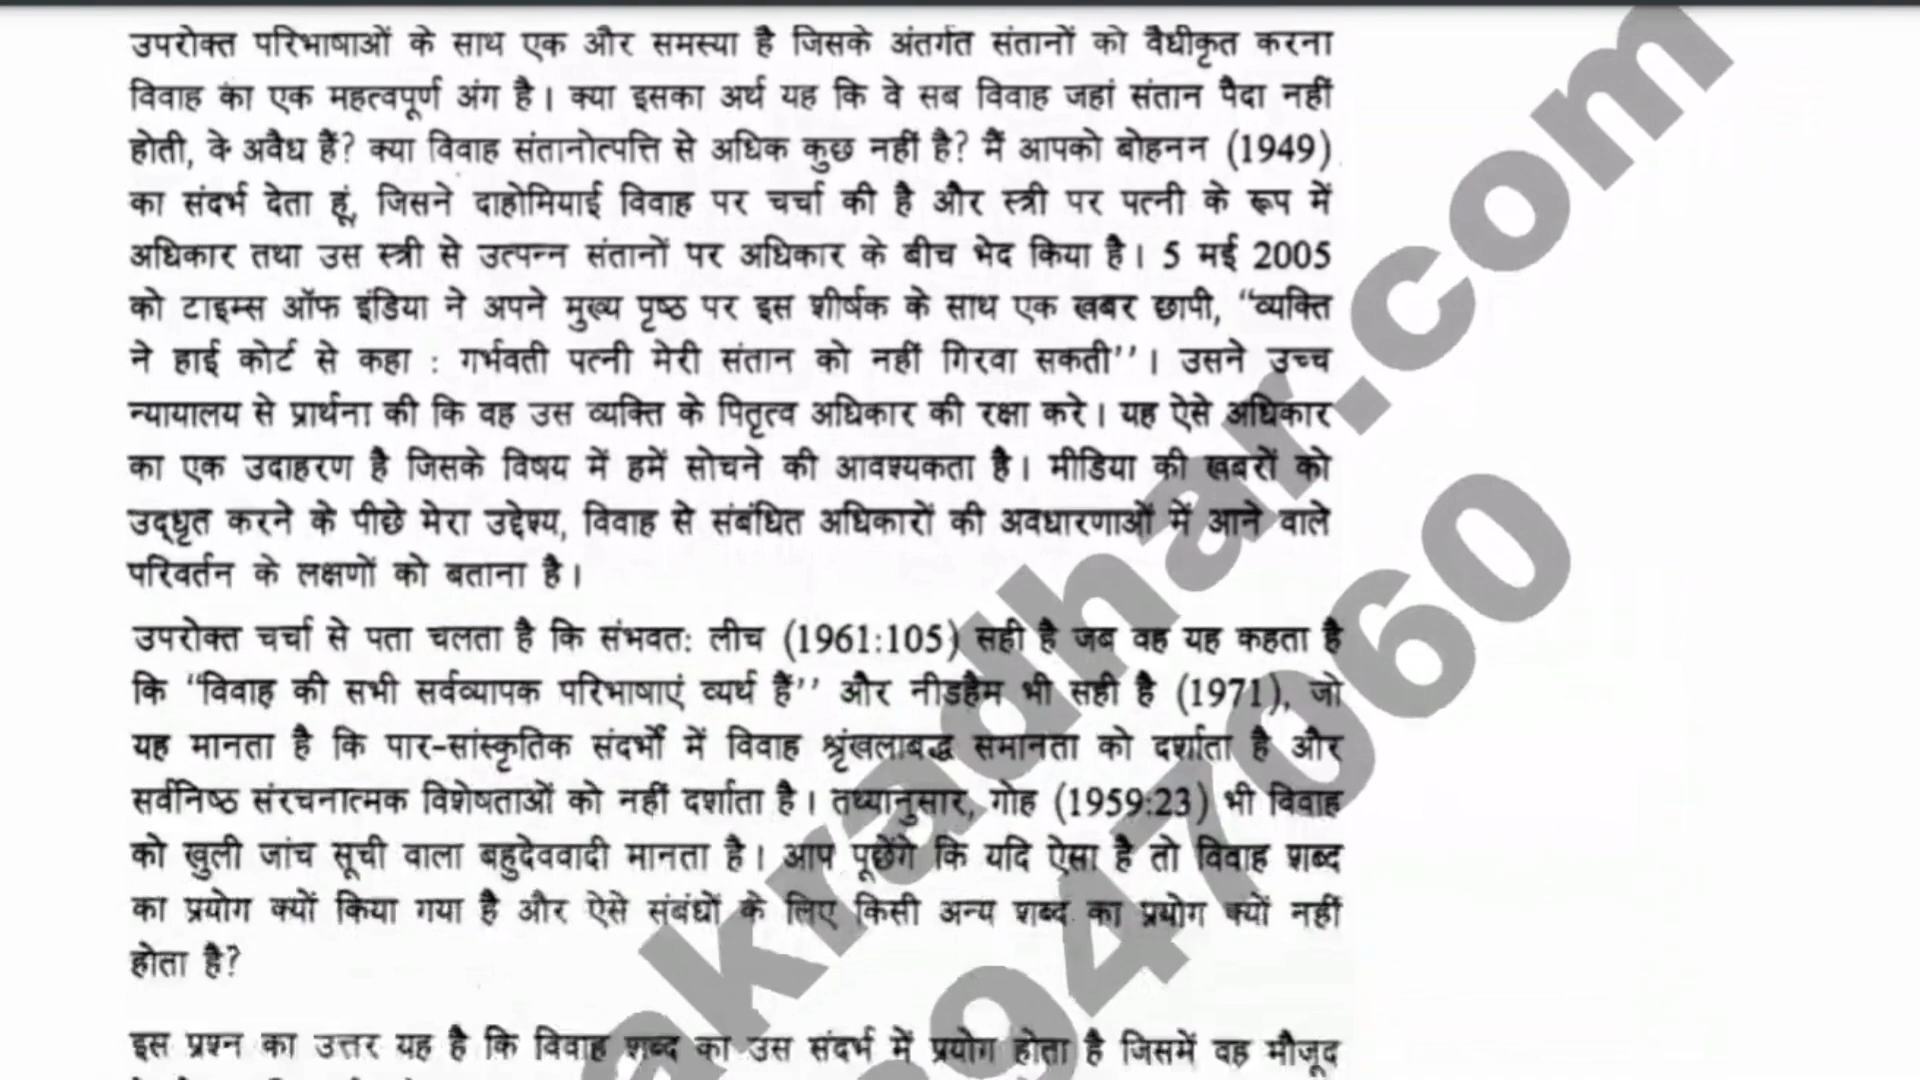 उपरोक्त परिभाषाओं के साथ एक और समस्या है जिसके अंतर्गत संतानों को वैधीकृत करना
विवाह का एक महत्वपूर्ण अंग है। क्या इसका अर्थ यह कि वे सब विवाह जहां संतान पैदा नहीं
होती, वे अवैध हैं? क्या विवाह संतानोत्पत्ति से अधिक कुछ नहीं है? मैं आपको बोहनन (1949)
का संदर्भ देता हूं, जिसने दाहोमियाई विवाह पर चर्चा की है और स्त्री पर पत्नी के रूप में
अधिकार तथा उस स्त्री से उत्पन्न संतानों पर अधिकार के बीच भेद किया है। 5 मई 2005
को टाइम्स ऑफ इंडिया ने अपने मुख्य पृष्ठ पर इस शीर्षक के साथ एक खबर छापी, “व्यक्ति
ने हाई कोर्ट से कहा : गर्भवती पत्नी मेरी संतान को नहीं गिरवा सकती’’। उसने उच्च
न्यायालय से प्रार्थना की कि वह उस व्यक्ति के पितृत्व अधिकार की रक्षा करे। यह ऐसे अधिकार
का एक उदाहरण है जिसके विषय में हमें सोचने की आवश्यकता है। मीडिया की खबरों को
उद्धृत करने के पीछे मेरा उद्देश्य, विवाह से संबंधित अधिकारों की अवधारणाओं में आने वाले
परिवर्तन के लक्षणों को बताना है।
उपरोक्त चर्चा से पता चलता है कि संभवत: लीच (1961:105) सही है जब वह यह कहता है
कि “विवाह की सभी सर्वव्यापक परिभाषाएं व्यर्थ हैं’’ और नीडहैम भी सही है (1971), जो
यह मानता है कि पार-सांस्कृतिक संदर्भों में विवाह श्रृंखलाबद्ध समानता को दर्शाता है और
सर्वनिष्ठ संरचनात्मक विशेषताओं को नहीं दर्शाता है। तथ्यानुसार, गोह (1959:23) भी विवाह
को खुली जांच सूची वाला बहुदेववादी मानता है। आप पूछेंगे कि यदि ऐसा है तो विवाह शब्द
का प्रयोग क्यों किया गया है और ऐसे संबंधों के लिए किसी अन्य शब्द का प्रयोग क्यों नहीं
होता है?
इस प्रश्न का उत्तर यह है कि विवाह शब्द का उस संदर्भ में प्रयोग होता है जिसमें वह मौजूद
akradhar.com
947060